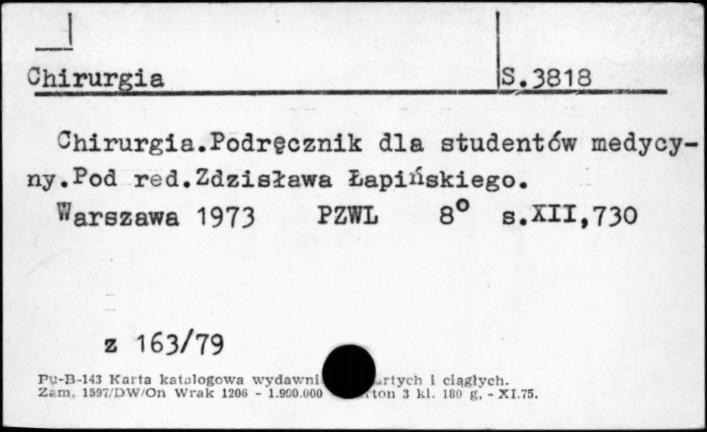 Chirurgia S.3818
Chirurgia.Podręcznik dla studentów medycy-
ny.Pod red.Zdzisława Łapińskiego.
Warszawa 1973 PZWL 8° s.XII,730
z 163/79
Pu-B-143 Karta katalogowa wydawni rtych i ciągłych.
Zam. 1597/DW/On Wrak 1206 - 1.900.000 rton 3 kl. 180 g. - XI.75.